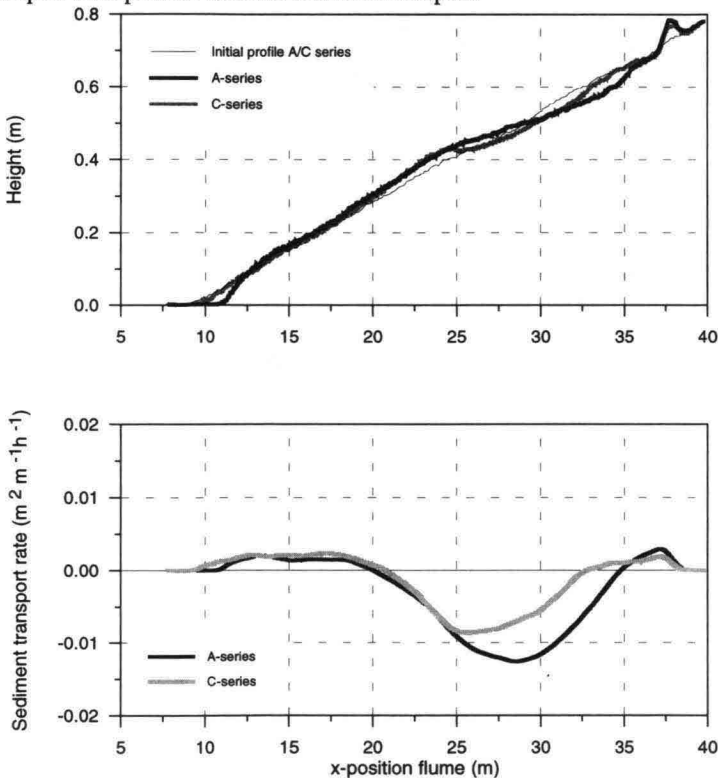 0.8
0.6
0.4
0.2
0.0
Height (m)
Initial profile A/C series
A-series
C-series
5 10 15 20 25 30 35 40
0.02
0.01
0.00
-0.01
-0.02
Sediment transport rate (m 2 m -1h -1)
A-series
C-series
5 10 15 20 25 30 35 40
x-position flume (m)